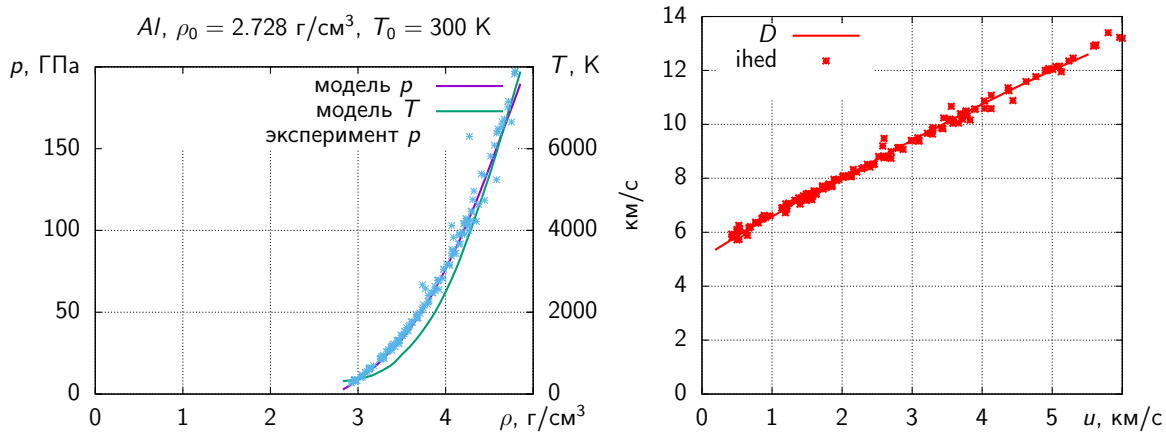 Al, ρ₀ = 2.728 г/см³, T₀ = 300 К
p, ГПа
T, К
модель p
модель T
эксперимент p
150
100
50
0
6000
4000
2000
0
0 1 2 3 4 ρ, г/см³
14
12
10
8
6
4
2
0
км/с
D
ihed
0 1 2 3 4 5 u, км/с